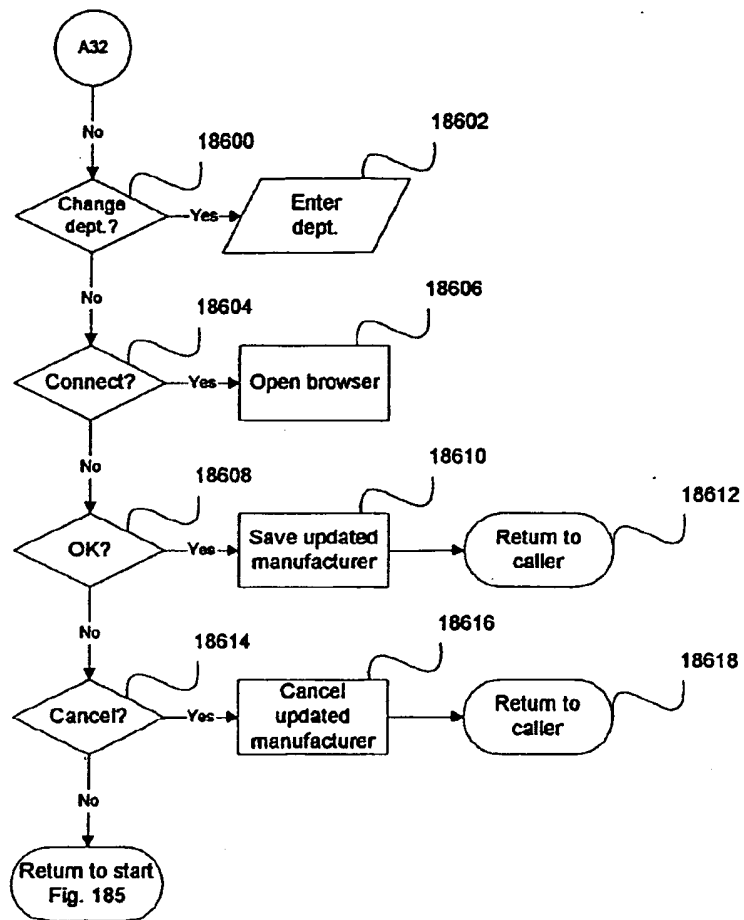 A32
No
18600
18602
Change
dept.?
Yes
Enter
dept.
No
18604
18606
Connect?
Yes
Open browser
No
18608
18610
18612
OK?
Yes
Save updated
manufacturer
Return to
caller
No
18614
18616
18618
Cancel?
Yes
Cancel
updated
manufacturer
Return to
caller
No
Return to start
Fig. 185